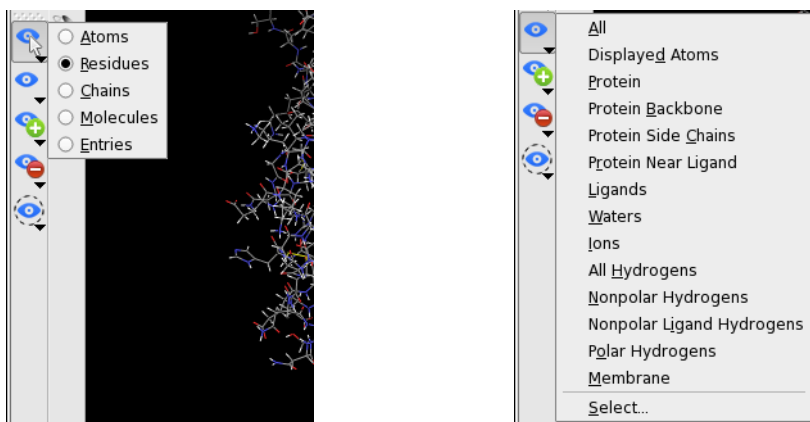 Atoms
Residues
Chains
Molecules
Entries
All
Displayed Atoms
Protein
Protein Backbone
Protein Side Chains
Protein Near Ligand
Ligands
Waters
Ions
All Hydrogens
Nonpolar Hydrogens
Nonpolar Ligand Hydrogens
Polar Hydrogens
Membrane
Select...